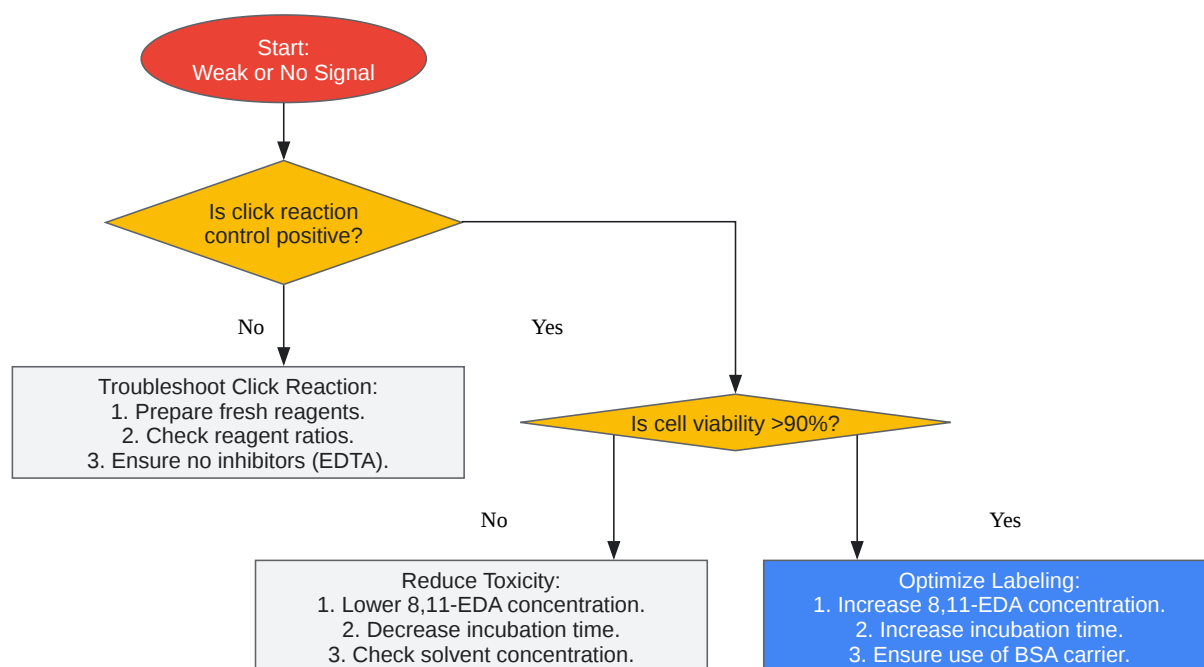 Start:
Weak or No Signal
Is click reaction
control positive?
No
Yes
Troubleshoot Click Reaction:
1. Prepare fresh reagents.
2. Check reagent ratios.
3. Ensure no inhibitors (EDTA).
Is cell viability >90%?
No
Yes
Reduce Toxicity:
1. Lower 8,11-EDA concentration.
2. Decrease incubation time.
3. Check solvent concentration.
Optimize Labeling:
1. Increase 8,11-EDA concentration.
2. Increase incubation time.
3. Ensure use of BSA carrier.